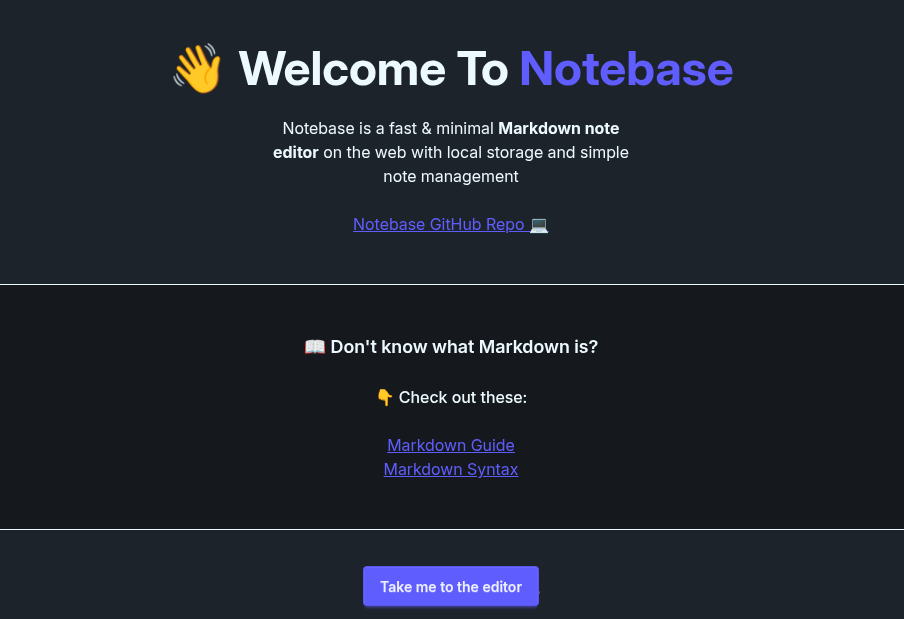 👋 Welcome To Notebase
Notebase is a fast & minimal Markdown note
editor on the web with local storage and simple
note management
Notebase GitHub Repo 💻
📖 Don't know what Markdown is?
👇 Check out these:
Markdown Guide
Markdown Syntax
Take me to the editor